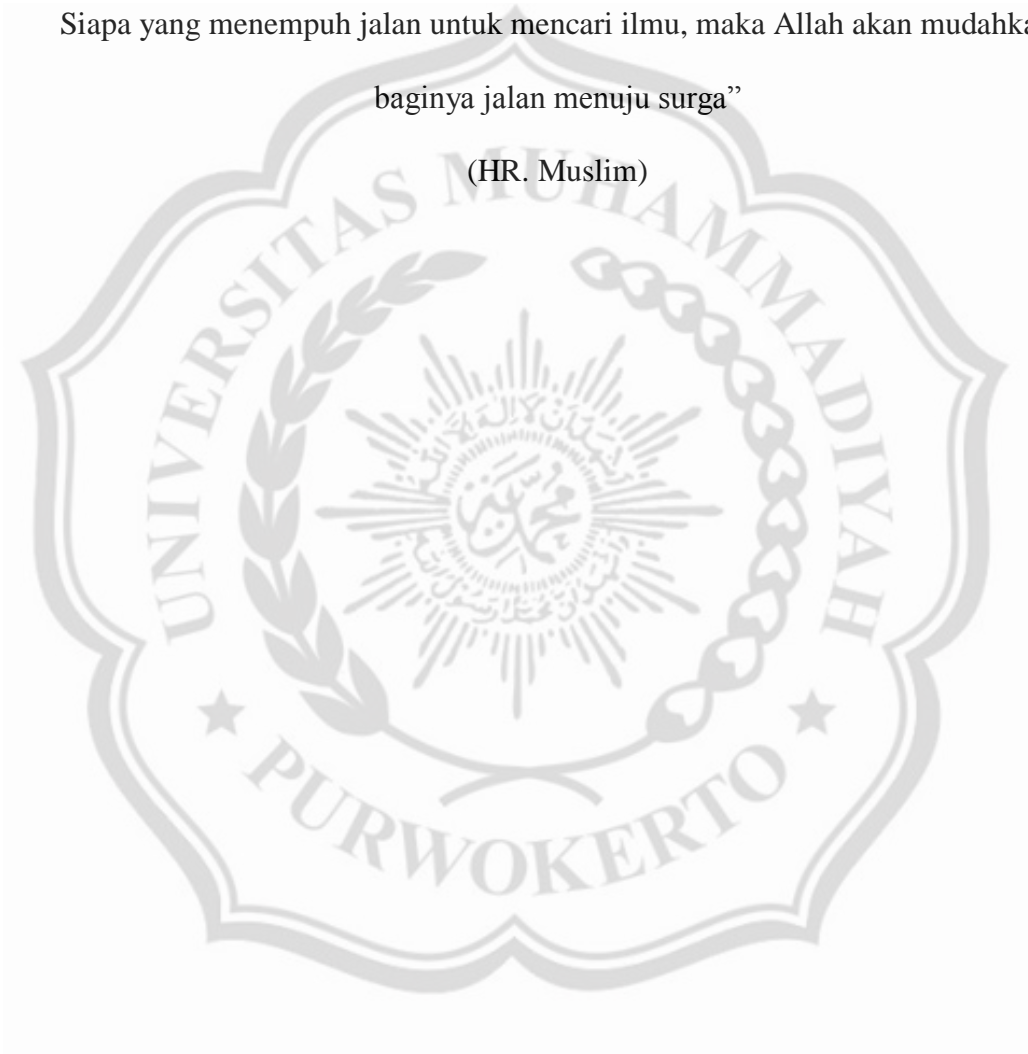 Siapa yang menempuh jalan untuk mencari ilmu, maka Allah akan mudahka
baginya jalan menuju surga”
(HR. Muslim)
UNIVERSITAS MUHAMMADIYAH
PURWOKERTO